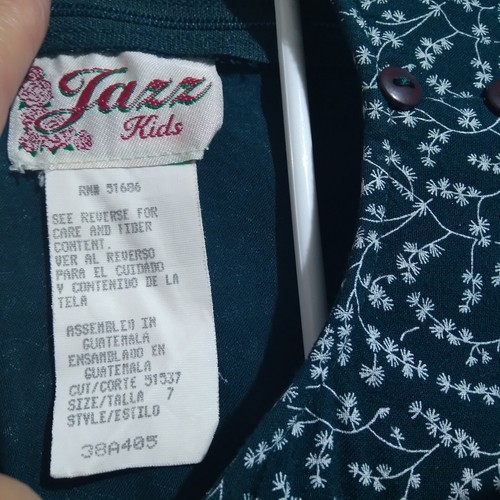 Jazz
Kids
RN# 51686
SEE REVERSE FOR
CARE AND FIBER
CONTENT.
VER AL REVERSO
PARA EL CUIDADO
Y CONTENIDO DE LA
TELA
ASSEMBLED IN
GUATEMALA
ENSAMBLADO EN
GUATEMALA
CUT/CORTE 51537
SIZE/TALLA 7
STYLE/ESTILO
38A405